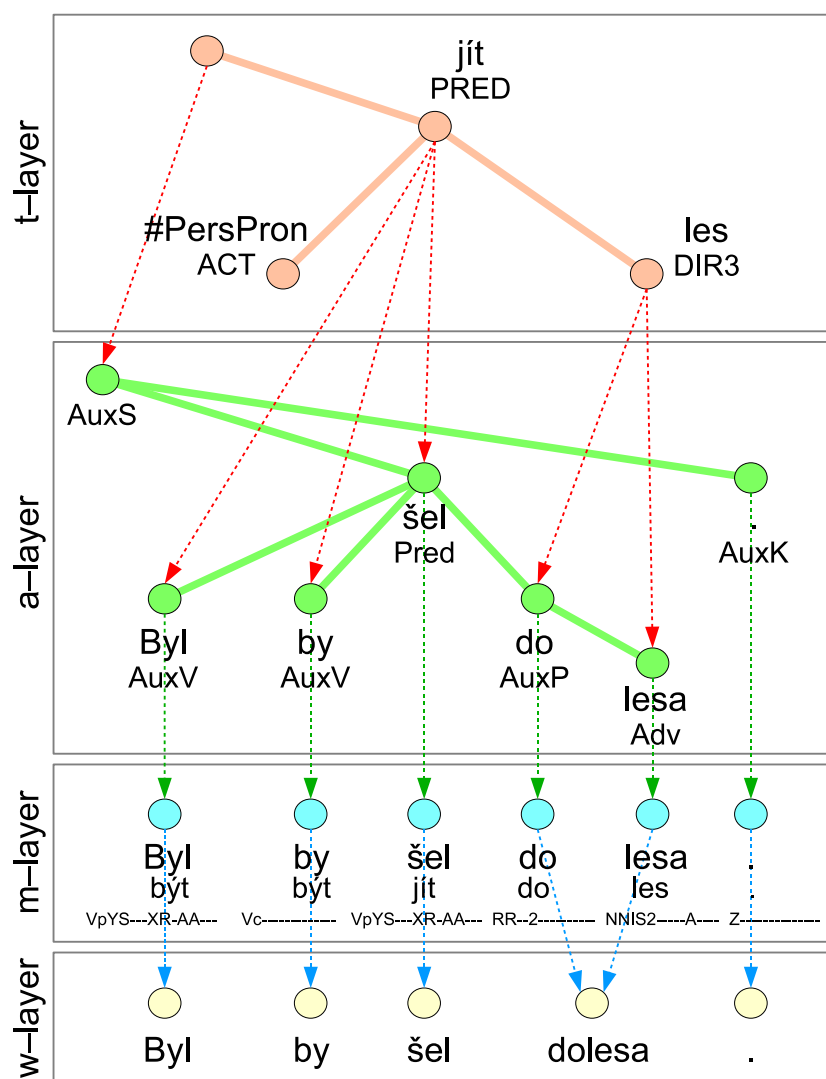 t–layer
jít
PRED
#PersPron
ACT
les
DIR3
a–layer
AuxS
šel
Pred
.
AuxK
Byl
AuxV
by
AuxV
do
AuxP
lesa
Adv
m–layer
Byl by šel do lesa .
být být jít do les .
VpYS---XR-AA--- Vc------------- VpYS---XR-AA--- RR--2---------- NNIS2-----A---- Z--------------
w–layer
Byl by šel dolesa .